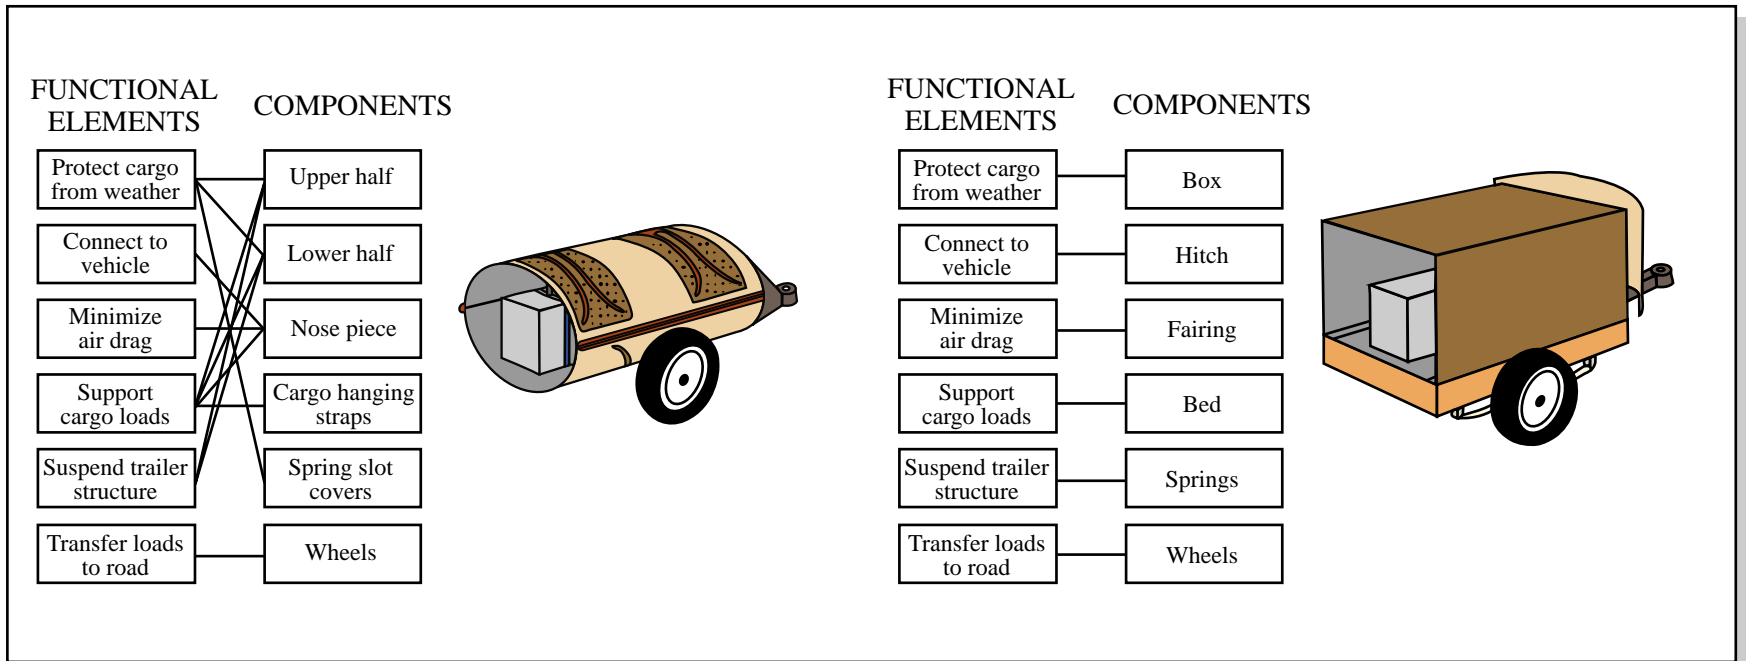 FUNCTIONAL
ELEMENTS
COMPONENTS
Protect cargo
from weather
Upper half
Connect to
vehicle
Lower half
Minimize
air drag
Nose piece
Support
cargo loads
Cargo hanging
straps
Suspend trailer
structure
Spring slot
covers
Transfer loads
to road
Wheels
FUNCTIONAL
ELEMENTS
COMPONENTS
Protect cargo
from weather
Box
Connect to
vehicle
Hitch
Minimize
air drag
Fairing
Support
cargo loads
Bed
Suspend trailer
structure
Springs
Transfer loads
to road
Wheels